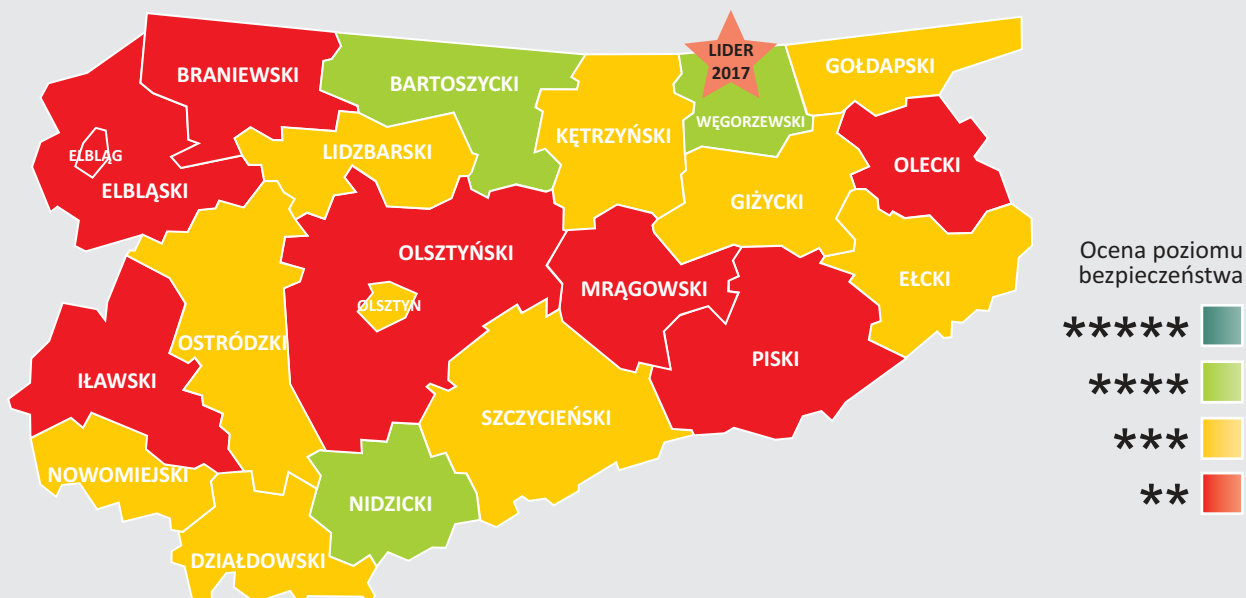 LIDER
2017
BRANIEWSKI
BARTOSZYCKI
GOŁDAPSKI
WĘGORZEWSKI
KĘTRZYŃSKI
ELBLĄG
LIDZBARSKI
OLECKI
ELBLĄSKI
GIŻYCKI
OLSZTYŃSKI
EŁCKI
MRĄGOWSKI
OLSZTYN
OSTRÓDZKI
PISKI
IŁAWSKI
SZCZYCIEŃSKI
NOWOMIEJSKI
NIDZICKI
DZIAŁDOWSKI
Ocena poziomu
bezpieczeństwa
*****
****
***
**